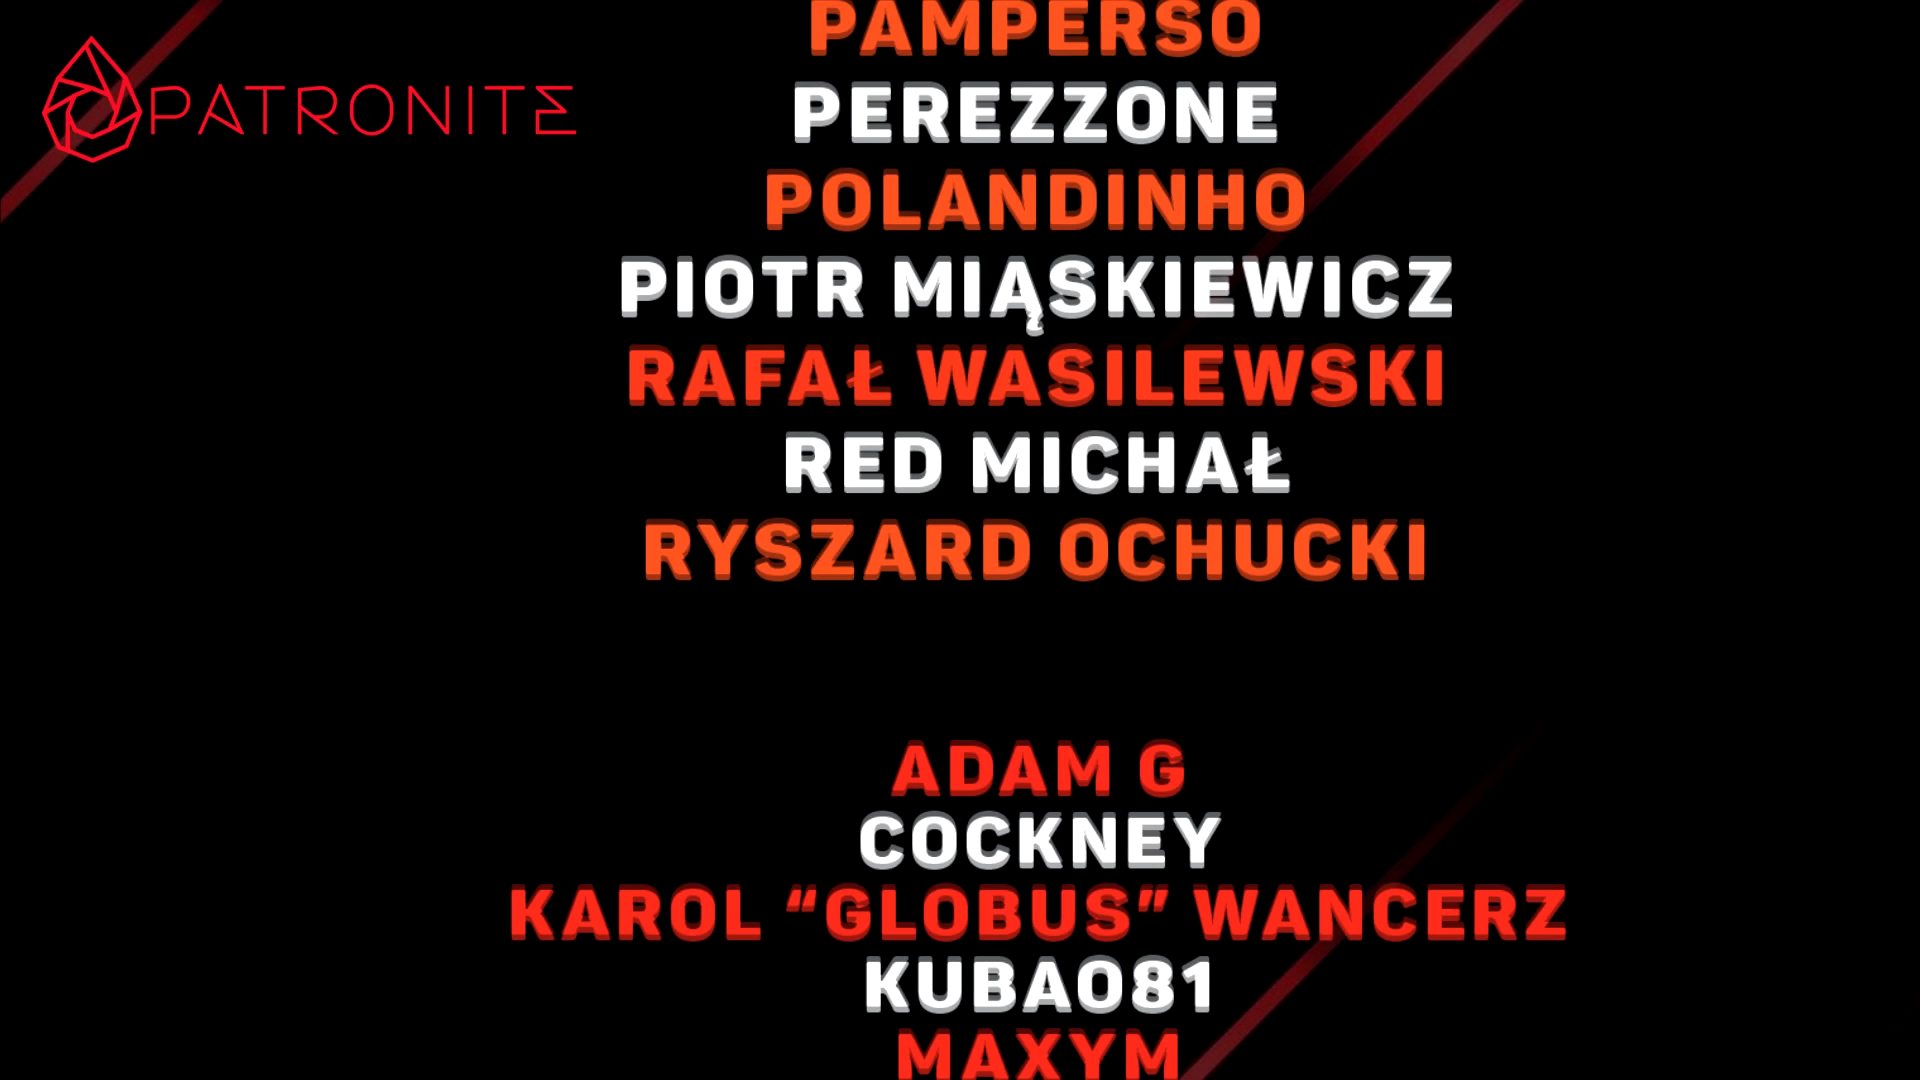 PATRONITE
PAMPERSO
PEREZZONE
POLANDINHO
PIOTR MIĄSKIEWICZ
RAFAŁ WASILEWSKI
RED MICHAŁ
RYSZARD OCHUCKI
ADAM G
COCKNEY
KAROL “GLOBUS” WANCERZ
KUBA081
MAXYM